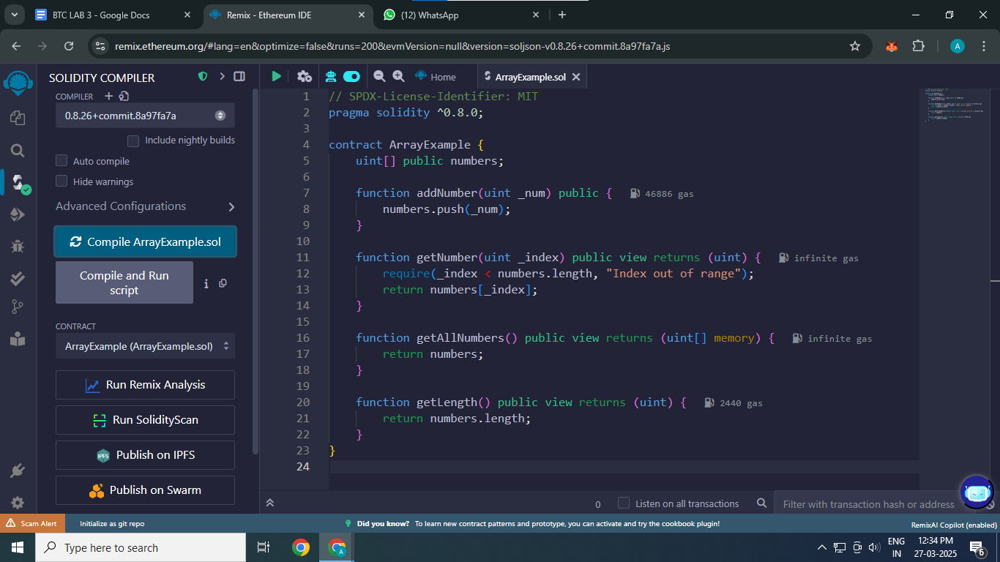 BTC LAB 3 - Google Docs
Remix - Ethereum IDE
(12) WhatsApp
remix.ethereum.org/#lang=en&optimize=false&runs=200&evmVersion=null&version=soljson-v0.8.26+commit.8a97fa7a.js
A
SOLIDITY COMPILER
COMPILER
0.8.26+commit.8a97fa7a
Include nightly builds
Auto compile
Hide warnings
Advanced Configurations
Compile ArrayExample.sol
Compile and Run
script
CONTRACT
ArrayExample (ArrayExample.sol)
Run Remix Analysis
Run SolidityScan
IPFS
Publish on IPFS
Publish on Swarm
Home
ArrayExample.sol
1 // SPDX-License-Identifier: MIT
2 pragma solidity ^0.8.0;
3
4 contract ArrayExample {
5 uint[] public numbers;
6
7 function addNumber(uint _num) public { 46886 gas
8 numbers.push(_num);
9 }
10
11 function getNumber(uint _index) public view returns (uint) { infinite gas
12 require(_index < numbers.length, "Index out of range");
13 return numbers[_index];
14 }
15
16 function getAllNumbers() public view returns (uint[] memory) { infinite gas
17 return numbers;
18 }
19
20 function getLength() public view returns (uint) { 2440 gas
21 return numbers.length;
22 }
23 }
24
0
Listen on all transactions
Filter with transaction hash or address
Scam Alert
Initialize as git repo
Did you know? To learn new contract patterns and prototype, you can activate and try the cookbook plugin!
RemixAI Copilot (enabled)
Type here to search
A
ENG
IN
12:34 PM
27-03-2025
6